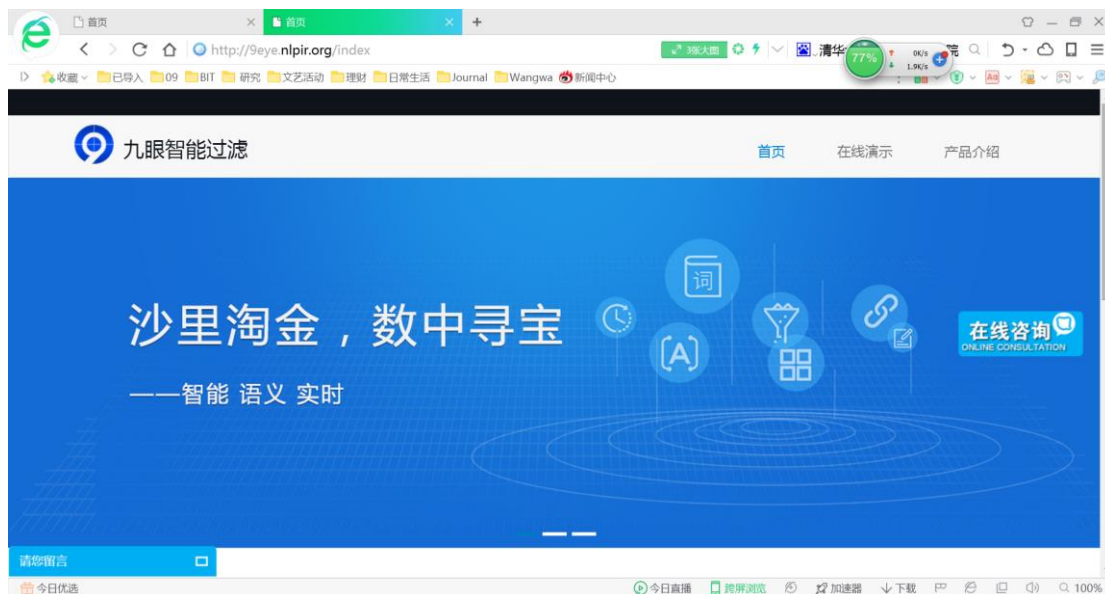 首页
首页
http://9eye.nlpir.org/index
3张大图
清华
院
77%
0K/s
1.9K/s
收藏
已导入
09
BIT
研究
文艺活动
理财
日常生活
Journal
Wangwa
新闻中心
九眼智能过滤
首页
在线演示
产品介绍
词
沙里淘金，数中寻宝
[A]
在线咨询
ONLINE CONSULTATION
——智能 语义 实时
请您留言
今日优选
今日直播
跨屏浏览
加速器
下载
100%